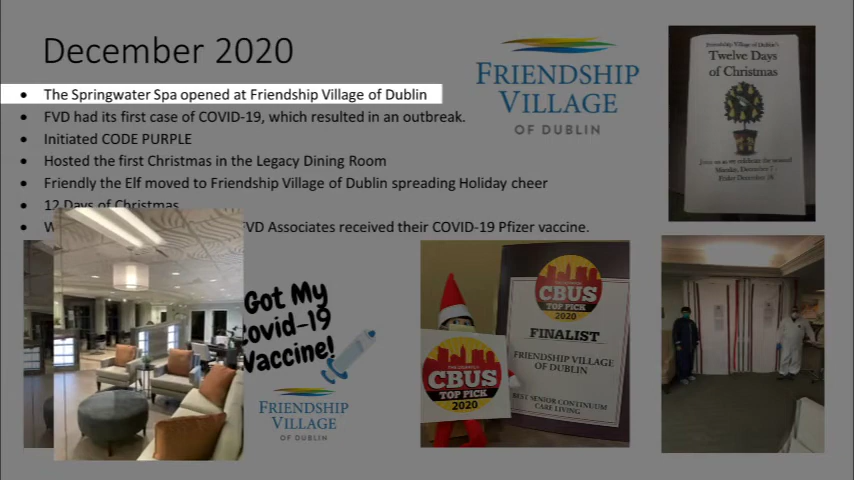 December 2020
• The Springwater Spa opened at Friendship Village of Dublin
• FVD had its first case of COVID-19, which resulted in an outbreak.
• Initiated CODE PURPLE
• Hosted the first Christmas in the Legacy Dining Room
• Friendly the Elf moved to Friendship Village of Dublin spreading Holiday cheer
• 12 Days of Christmas
• W FVD Associates received their COVID-19 Pfizer vaccine.
FRIENDSHIP
VILLAGE
OF DUBLIN
Friendship Village of Dublin's
Twelve Days
of Christmas
Join us as we celebrate the season!
Monday, December
Friday December
Got My
Covid-19
Vaccine!
FRIENDSHIP
VILLAGE
OF DUBLIN
CBUS
TOP PICK
2020
CBUS
TOP PICK
2020
FINALIST
FRIENDSHIP VILLAGE
OF DUBLIN
BEST SENIOR CONTINUUM
CARE LIVING